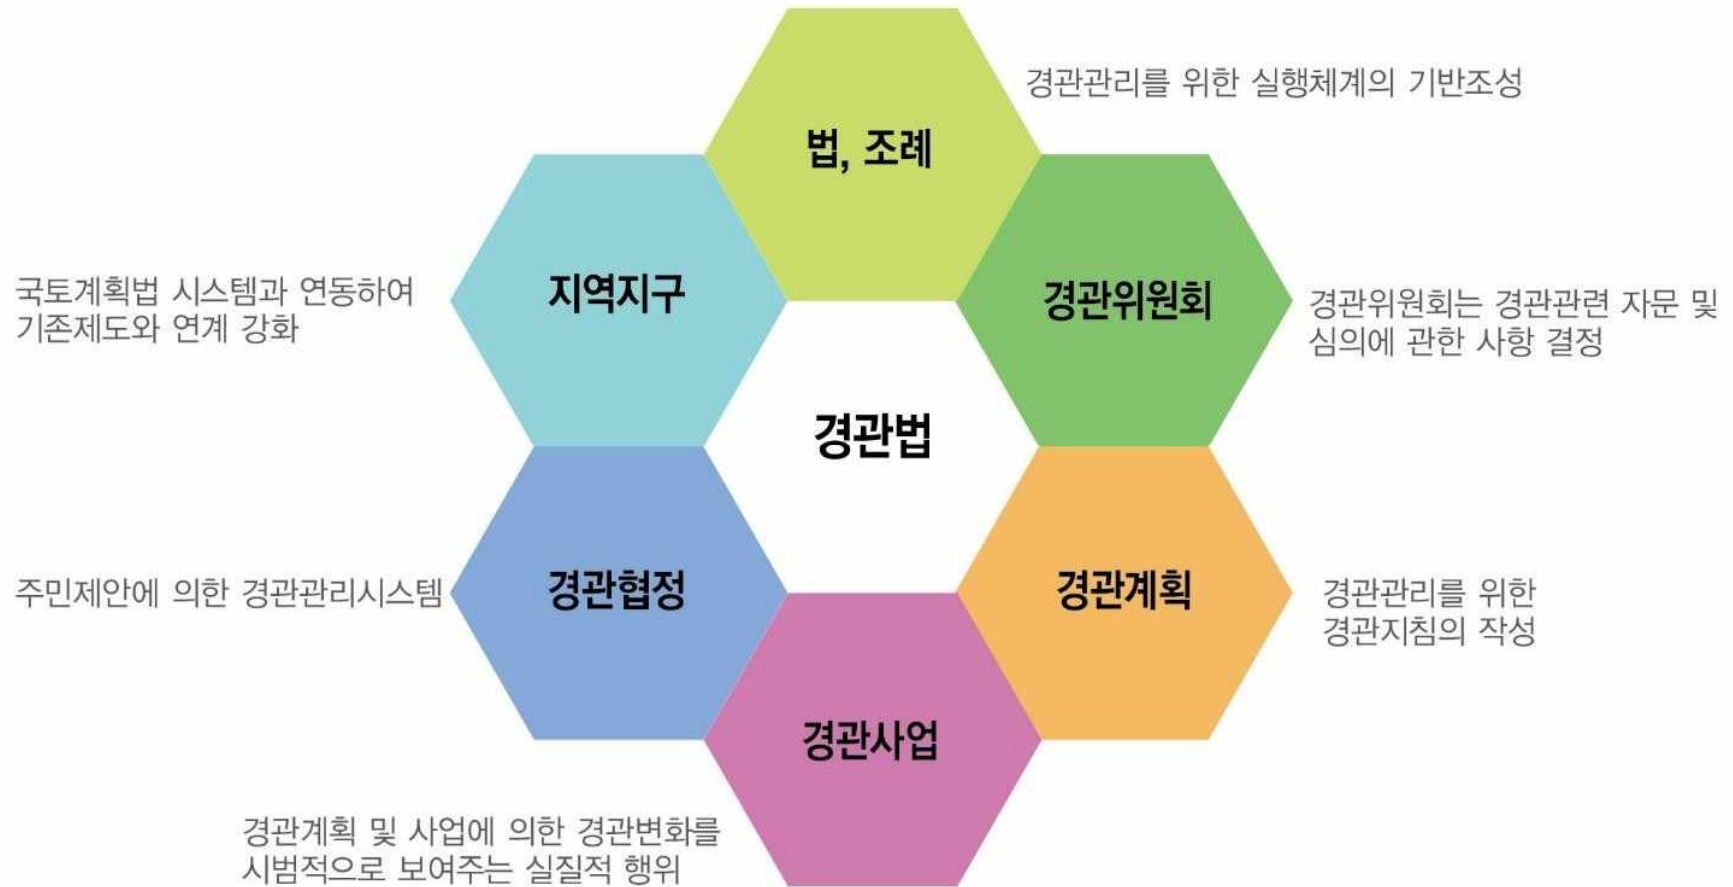 경관관리를 위한 실행체계의 기반조성
법, 조례
지역지구
국토계획법 시스템과 연동하여
기존제도와 연계 강화
경관위원회
경관위원회는 경관관련 자문 및
심의에 관한 사항 결정
경관법
주민제안에 의한 경관관리시스템
경관협정
경관계획
경관관리를 위한
경관지침의 작성
경관사업
경관계획 및 사업에 의한 경관변화를
시범적으로 보여주는 실질적 행위